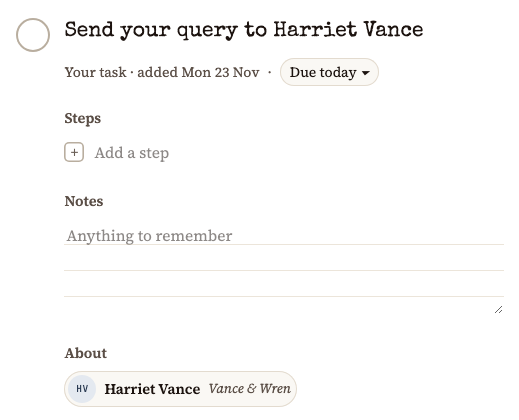 Send your query to Harriet Vance
Your task · added Mon 23 Nov · Due today
Steps
+ Add a step
Notes
Anything to remember
About
HV Harriet Vance Vance & Wren